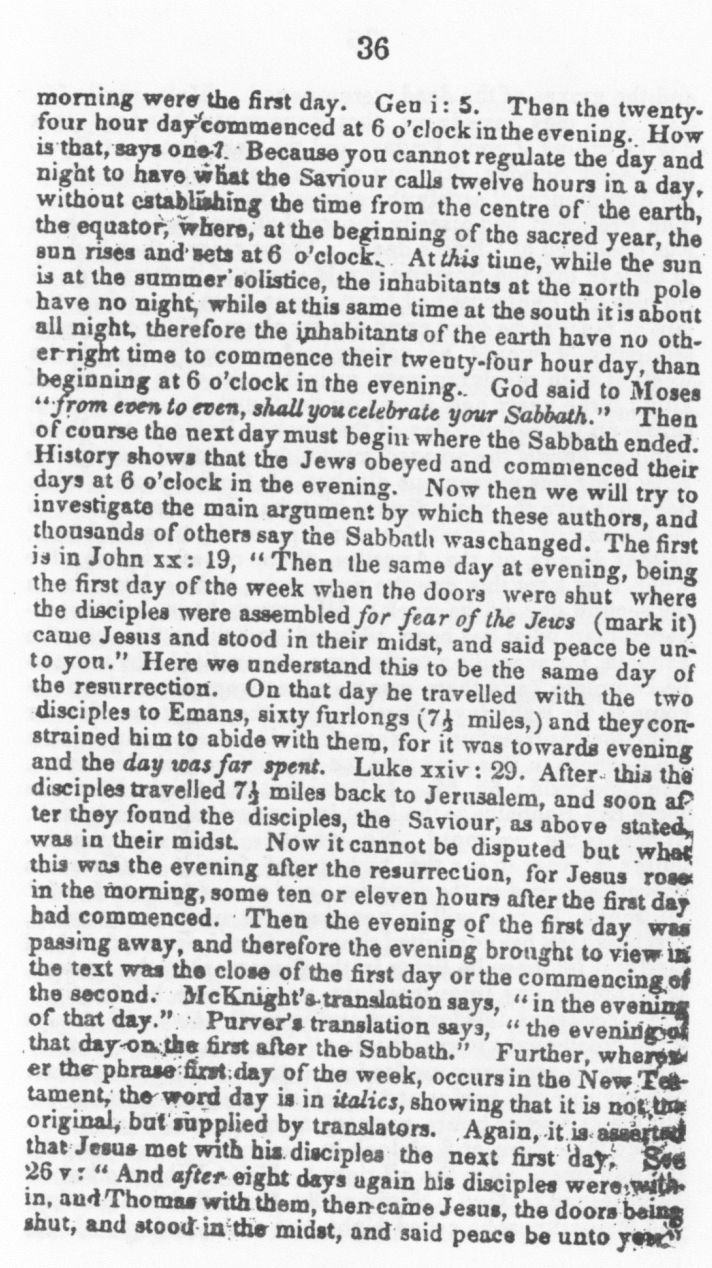 36
morning were the first day. Gen i: 5. Then the twenty-
four hour day commenced at 6 o'clock in the evening. How
is that, says one? Because you cannot regulate the day and
night to have what the Saviour calls twelve hours in a day,
without establishing the time from the centre of the earth,
the equator, where, at the beginning of the sacred year, the
sun rises and sets at 6 o'clock. At this time, while the sun
is at the summer solistice, the inhabitants at the north pole
have no night, while at this same time at the south it is about
all night, therefore the inhabitants of the earth have no oth-
er right time to commence their twenty-four hour day, than
beginning at 6 o'clock in the evening. God said to Moses
"from even to even, shall you celebrate your Sabbath." Then
of course the next day must begin where the Sabbath ended.
History shows that the Jews obeyed and commenced their
days at 6 o'clock in the evening. Now then we will try to
investigate the main argument by which these authors, and
thousands of others say the Sabbath was changed. The first
is in John xx: 19, "Then the same day at evening, being
the first day of the week when the doors were shut where
the disciples were assembled for fear of the Jews (mark it)
came Jesus and stood in their midst, and said peace be un-
to you." Here we understand this to be the same day of
the resurrection. On that day he travelled with the two
disciples to Emans, sixty furlongs (7½ miles,) and they con-
strained him to abide with them, for it was towards evening
and the day was far spent. Luke xxiv: 29. After this the
disciples travelled 7½ miles back to Jerusalem, and soon af-
ter they found the disciples, the Saviour, as above stated,
was in their midst. Now it cannot be disputed but what
this was the evening after the resurrection, for Jesus rose
in the morning, some ten or eleven hours after the first day
had commenced. Then the evening of the first day was
passing away, and therefore the evening brought to view in
the text was the close of the first day or the commencing of
the second. McKnight's translation says, "in the evening
of that day." Purver's translation says, "the evening of
that day on the first after the Sabbath." Further, wherev-
er the phrase first day of the week, occurs in the New Tes-
tament, the word day is in italics, showing that it is not the
original, but supplied by translators. Again, it is asserted
that Jesus met with his disciples the next first day. See
26 v: "And after eight days again his disciples were with-
in, and Thomas with them, then came Jesus, the doors being
shut, and stood in the midst, and said peace be unto you."